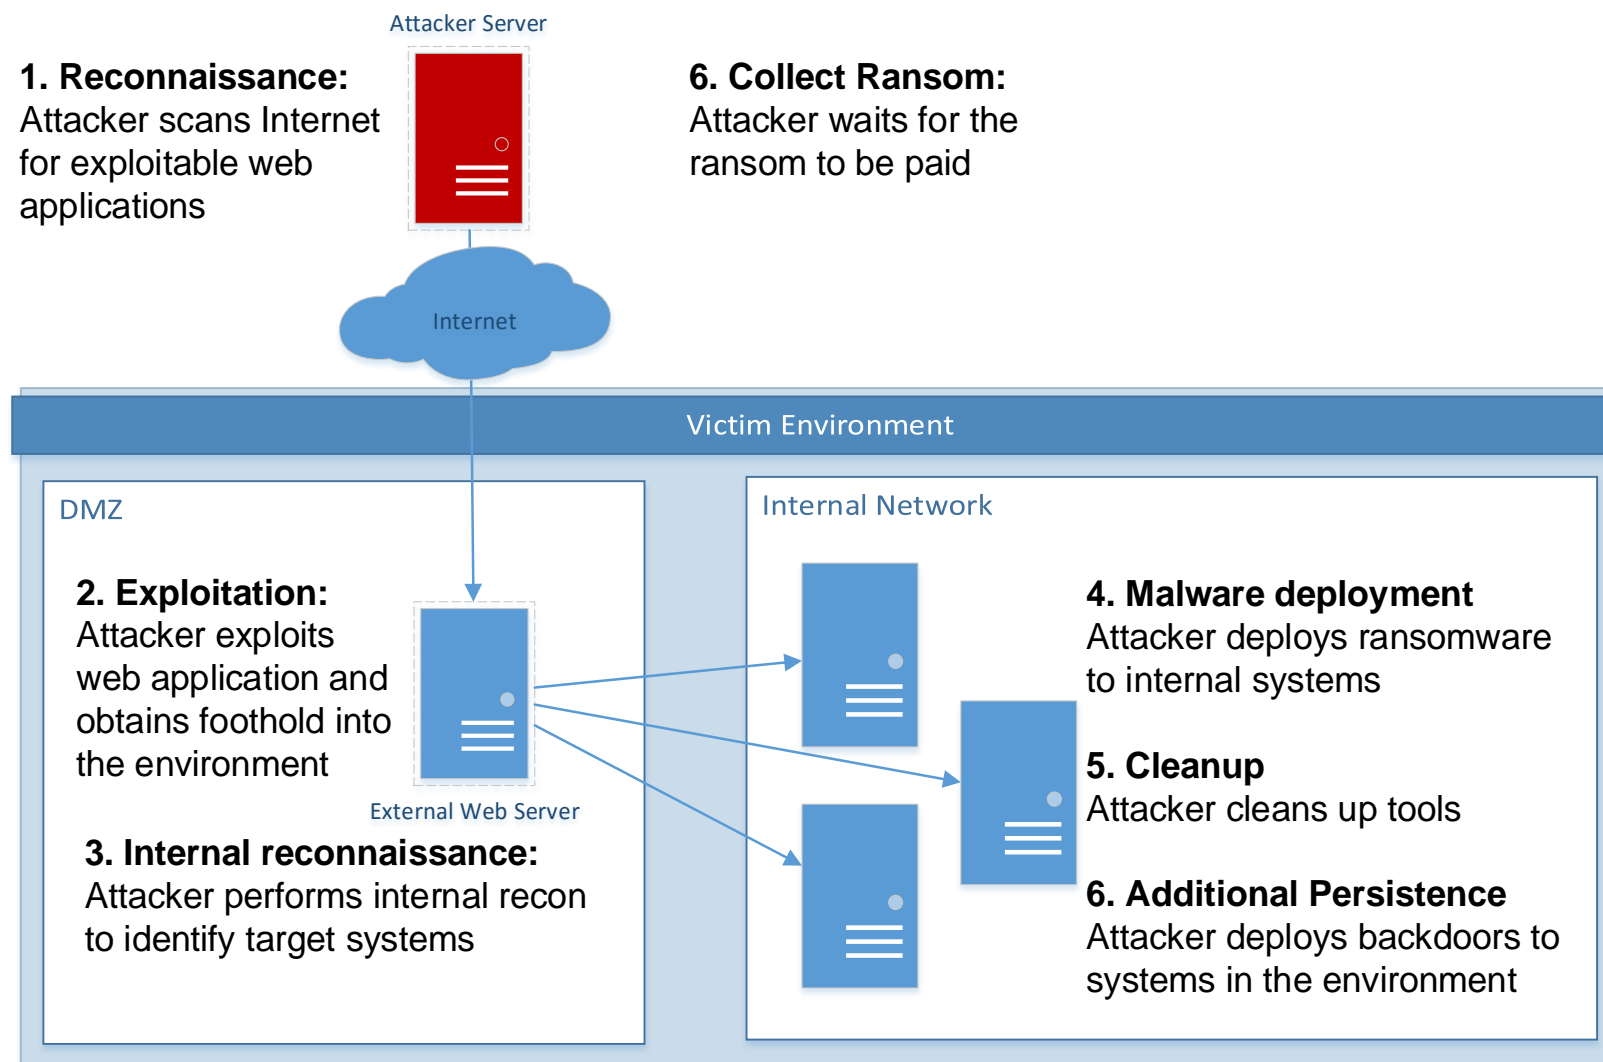 Attacker Server
1. Reconnaissance:
Attacker scans Internet
for exploitable web
applications
6. Collect Ransom:
Attacker waits for the
ransom to be paid
Internet
Victim Environment
DMZ
2. Exploitation:
Attacker exploits
web application and
obtains foothold into
the environment
External Web Server
3. Internal reconnaissance:
Attacker performs internal recon
to identify target systems
Internal Network
4. Malware deployment
Attacker deploys ransomware
to internal systems
5. Cleanup
Attacker cleans up tools
6. Additional Persistence
Attacker deploys backdoors to
systems in the environment